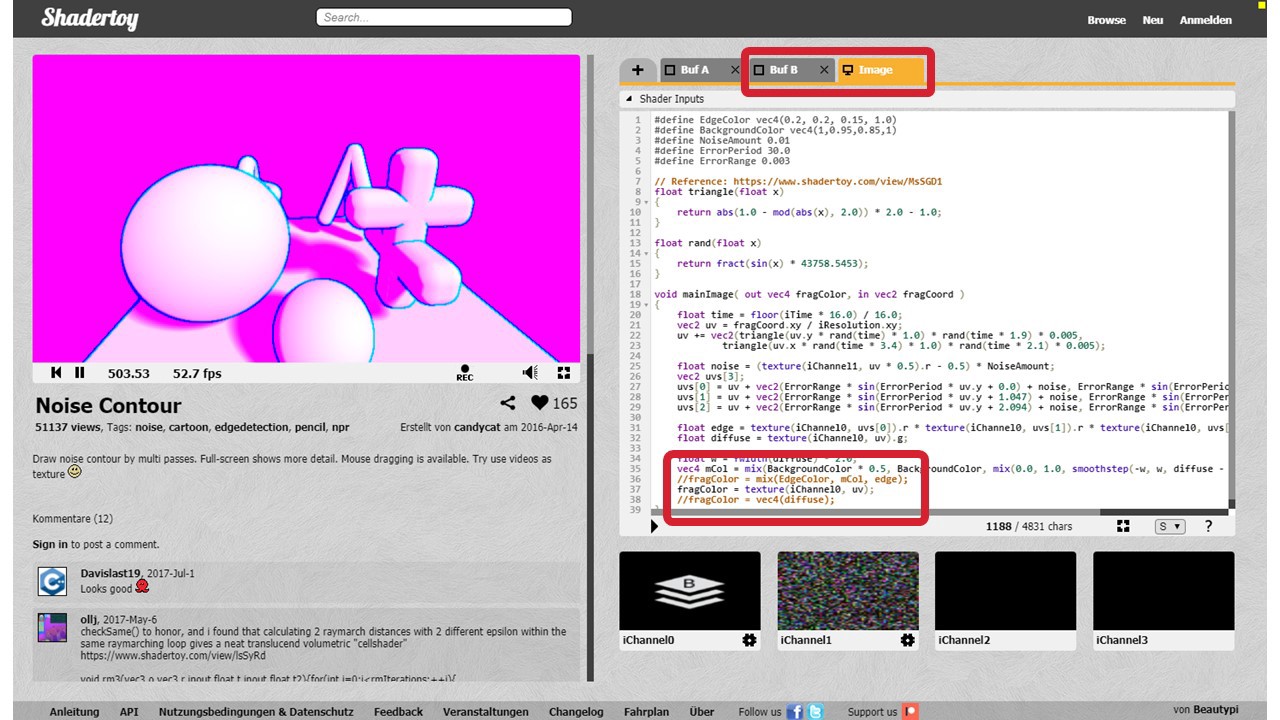 Shadertoy
Search...
Browse
Neu
Anmelden
503.53
52.7 fps
REC
Noise Contour
165
51137 views, Tags: noise, cartoon, edgedetection, pencil, npr
Erstellt von candycat am 2016-Apr-14
Draw noise contour by multi passes. Full-screen shows more detail. Mouse dragging is available. Try use videos as
texture
Kommentare (12)
Sign in to post a comment.
Davislast19, 2017-Jul-1
Looks good
ollj, 2017-May-6
checkSame() to honor, and i found that calculating 2 raymarch distances with 2 different epsilon within the
same raymarching loop gives a neat translucend volumetric "cellshader"
https://www.shadertoy.com/view/lsSyRd
void rm3(vec3 o,vec3 r,inout float t,inout float t2){for(int i=0;i<rmIterations;++i){
+
Buf A
Buf B
Image
Shader Inputs
1 #define EdgeColor vec4(0.2, 0.2, 0.15, 1.0)
2 #define BackgroundColor vec4(1,0.95,0.85,1)
3 #define NoiseAmount 0.01
4 #define ErrorPeriod 30.0
5 #define ErrorRange 0.003
6
7 // Reference: https://www.shadertoy.com/view/MsSGD1
8 float triangle(float x)
9 {
10 return abs(1.0 - mod(abs(x), 2.0)) * 2.0 - 1.0;
11 }
12
13 float rand(float x)
14 {
15 return fract(sin(x) * 43758.5453);
16 }
17
18 void mainImage( out vec4 fragColor, in vec2 fragCoord )
19 {
20 float time = floor(iTime * 16.0) / 16.0;
21 vec2 uv = fragCoord.xy / iResolution.xy;
22 uv += vec2(triangle(uv.y * rand(time) * 1.0) * rand(time * 1.9) * 0.005,
23 triangle(uv.x * rand(time * 3.4) * 1.0) * rand(time * 2.1) * 0.005);
24
25 float noise = (texture(iChannel1, uv * 0.5).r - 0.5) * NoiseAmount;
26 vec2 uvs[3];
27 uvs[0] = uv + vec2(ErrorRange * sin(ErrorPeriod * uv.y + 0.0) + noise, ErrorRange * sin(ErrorPerio
28 uvs[1] = uv + vec2(ErrorRange * sin(ErrorPeriod * uv.y + 1.047) + noise, ErrorRange * sin(ErrorPer
29 uvs[2] = uv + vec2(ErrorRange * sin(ErrorPeriod * uv.y + 2.094) + noise, ErrorRange * sin(ErrorPer
30
31 float edge = texture(iChannel0, uvs[0]).r * texture(iChannel0, uvs[1]).r * texture(iChannel0, uvs[
32 float diffuse = texture(iChannel0, uv).g;
33
34 float w = fwidth(diffuse) * 2.0;
35 vec4 mCol = mix(BackgroundColor * 0.5, BackgroundColor, mix(0.0, 1.0, smoothstep(-w, w, diffuse -
36 //fragColor = mix(EdgeColor, mCol, edge);
37 fragColor = texture(iChannel0, uv);
38 //fragColor = vec4(diffuse);
39
1188 / 4831 chars
S
?
B
iChannel0
iChannel1
iChannel2
iChannel3
Anleitung
API
Nutzungsbedingungen & Datenschutz
Feedback
Veranstaltungen
Changelog
Fahrplan
Über
Follow us
Support us
von Beautypi